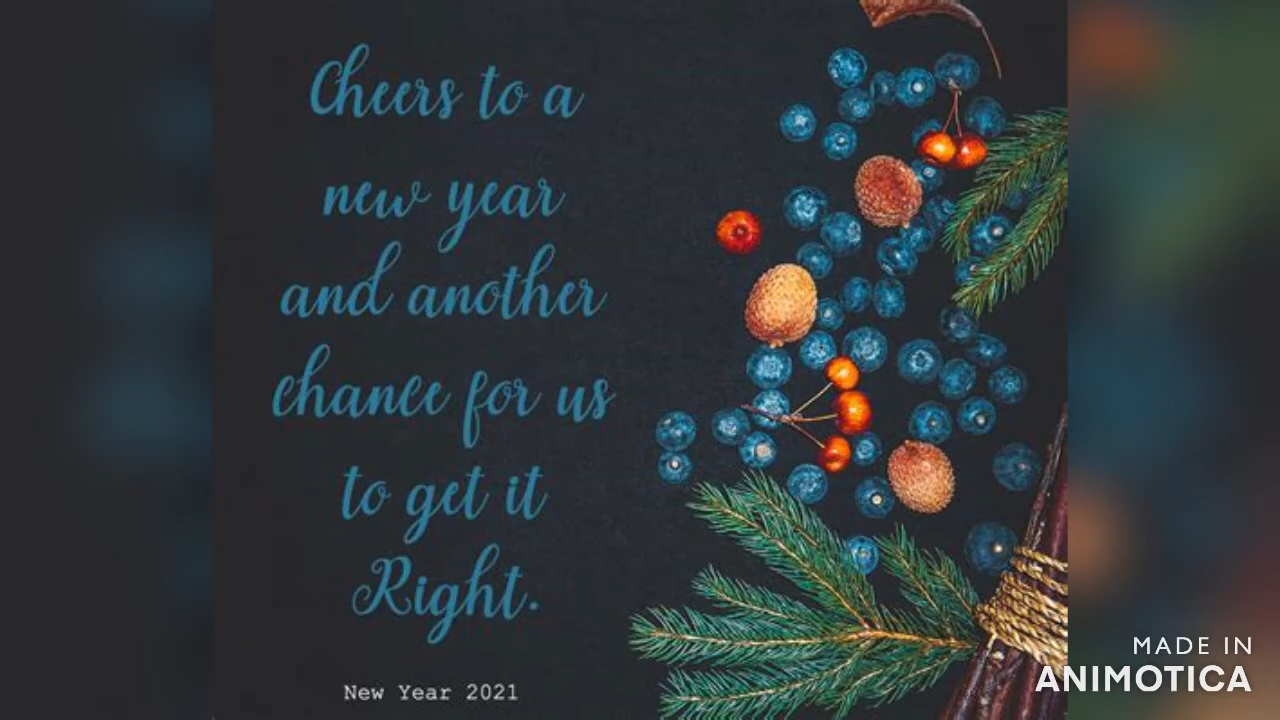 Cheers to a
new year
and another
chance for us
to get it
Right.
New Year 2021
MADE IN
ANIMOTICA